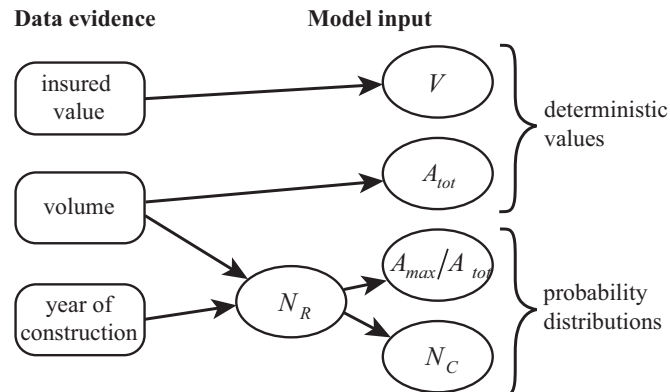 Data evidence
Model input
insured
value
V
deterministic
values
volume
A_tot
A_max/A_tot
year of
construction
N_R
probability
distributions
N_C